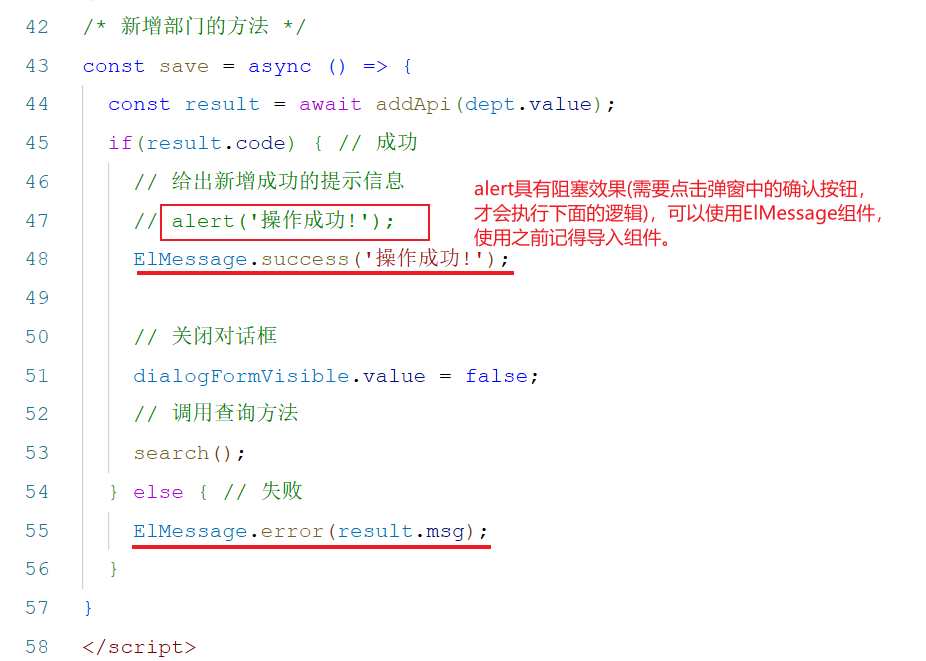 42 /* 新增部门的方法 */
43 const save = async () => {
44 const result = await addApi(dept.value);
45 if(result.code) { // 成功
46 // 给出新增成功的提示信息
47 // alert('操作成功!');
48 ElMessage.success('操作成功!');
alert具有阻塞效果(需要点击弹窗中的确认按钮，
才会执行下面的逻辑)，可以使用ElMessage组件，
使用之前记得导入组件。
49
50 // 关闭对话框
51 dialogFormVisible.value = false;
52 // 调用查询方法
53 search();
54 } else { // 失败
55 ElMessage.error(result.msg);
56 }
57 }
58 </script>